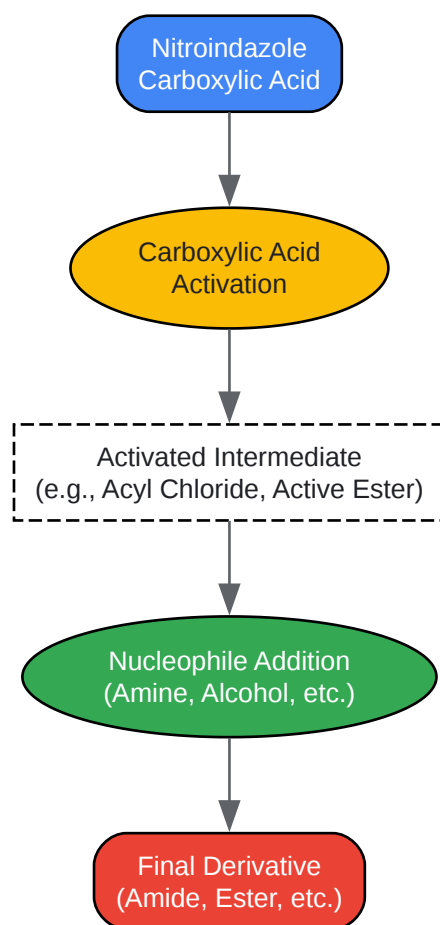 Nitroindazole
Carboxylic Acid
Carboxylic Acid
Activation
Activated Intermediate
(e.g., Acyl Chloride, Active Ester)
Nucleophile Addition
(Amine, Alcohol, etc.)
Final Derivative
(Amide, Ester, etc.)